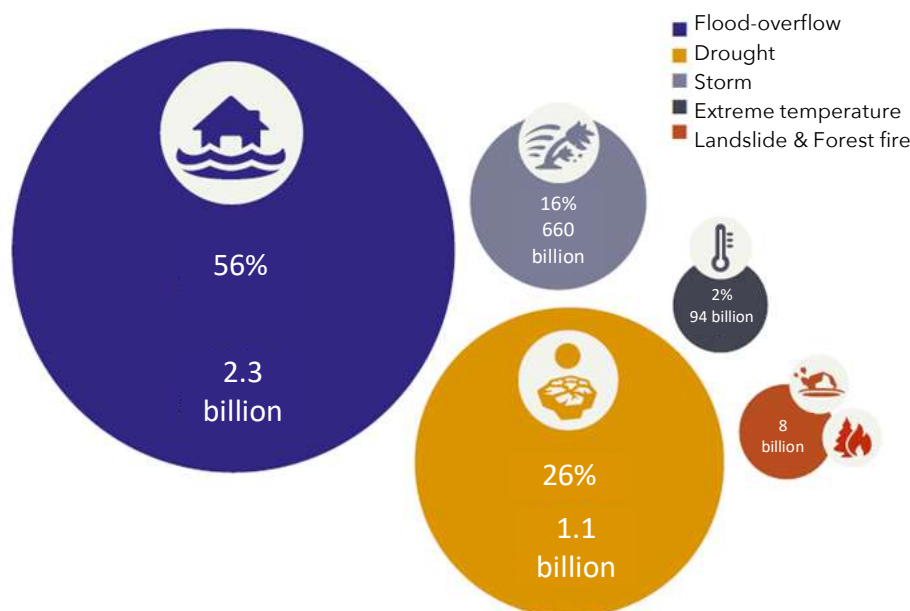 Flood-overflow
Drought
Storm
Extreme temperature
Landslide & Forest fire
56%
2.3
billion
16%
660
billion
2%
94 billion
8
billion
26%
1.1
billion